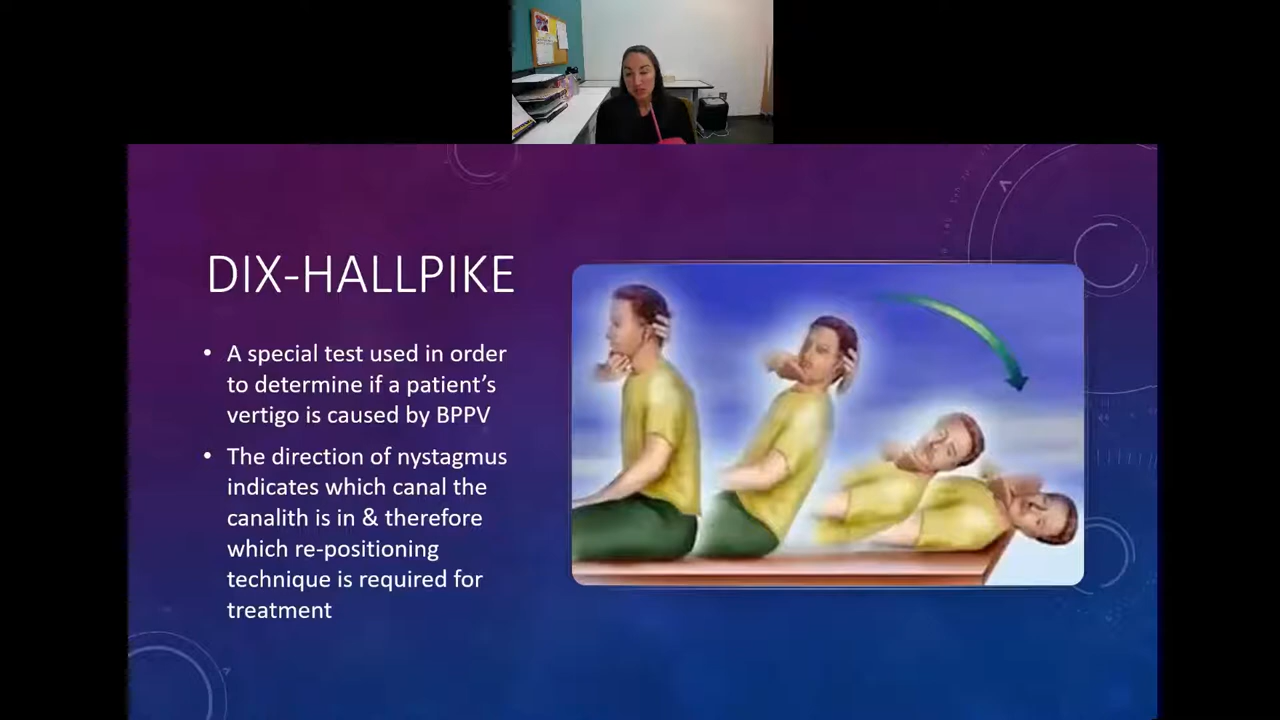 DIX-HALLPIKE
• A special test used in order
to determine if a patient's
vertigo is caused by BPPV
• The direction of nystagmus
indicates which canal the
canalith is in & therefore
which re-positioning
technique is required for
treatment